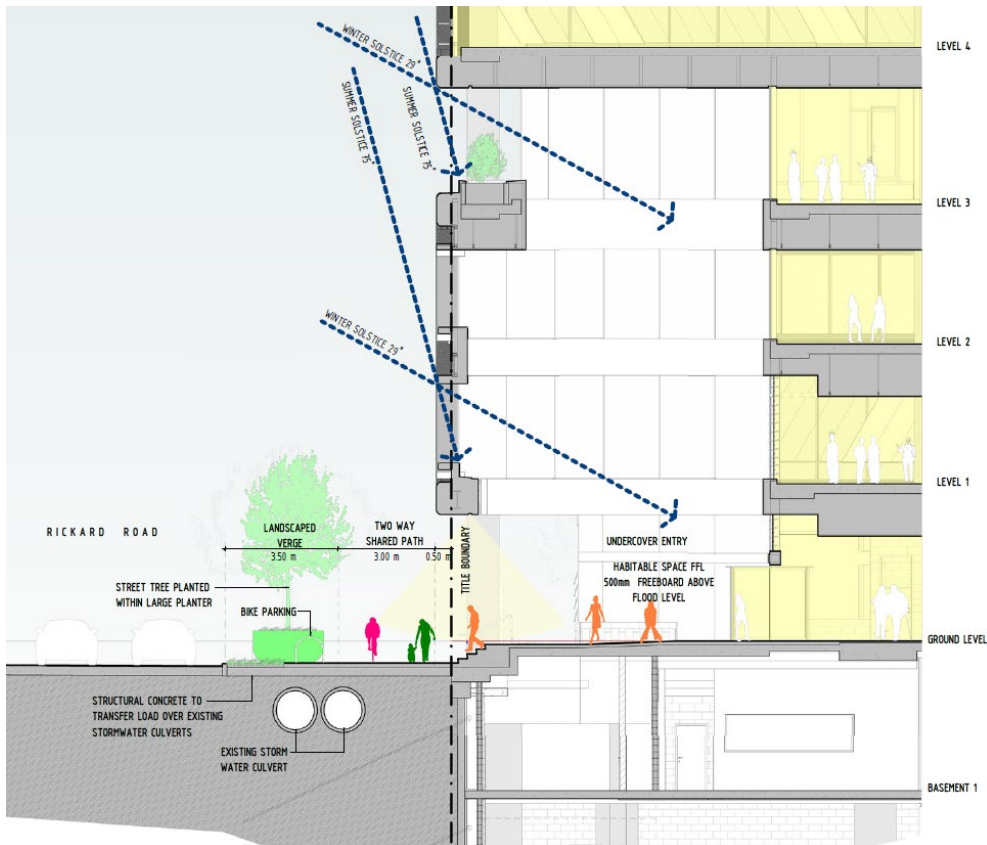 LEVEL 4
WINTER SOLSTICE 29°
SUMMER SOLSTICE 75°
SUMMER SOLSTICE 75°
LEVEL 3
WINTER SOLSTICE 29°
LEVEL 2
LEVEL 1
RICKARD ROAD
LANDSCAPED
VERGE
3.50 m
TWO WAY
SHARED PATH
3.00 m
0.50 m
TITLE BOUNDARY
UNDERCOVER ENTRY
HABITABLE SPACE FFL
500mm FREEBOARD ABOVE
FLOOD LEVEL
STREET TREE PLANTED
WITHIN LARGE PLANTER
BIKE PARKING
GROUND LEVEL
STRUCTURAL CONCRETE TO
TRANSFER LOAD OVER EXISTING
STORMWATER CULVERTS
EXISTING STORM
WATER CULVERT
BASEMENT 1